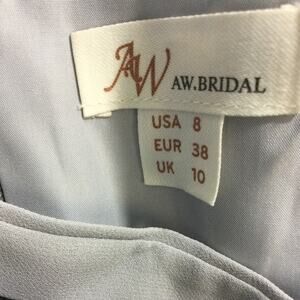 AW AW.BRIDAL
USA 8
EUR 38
UK 10